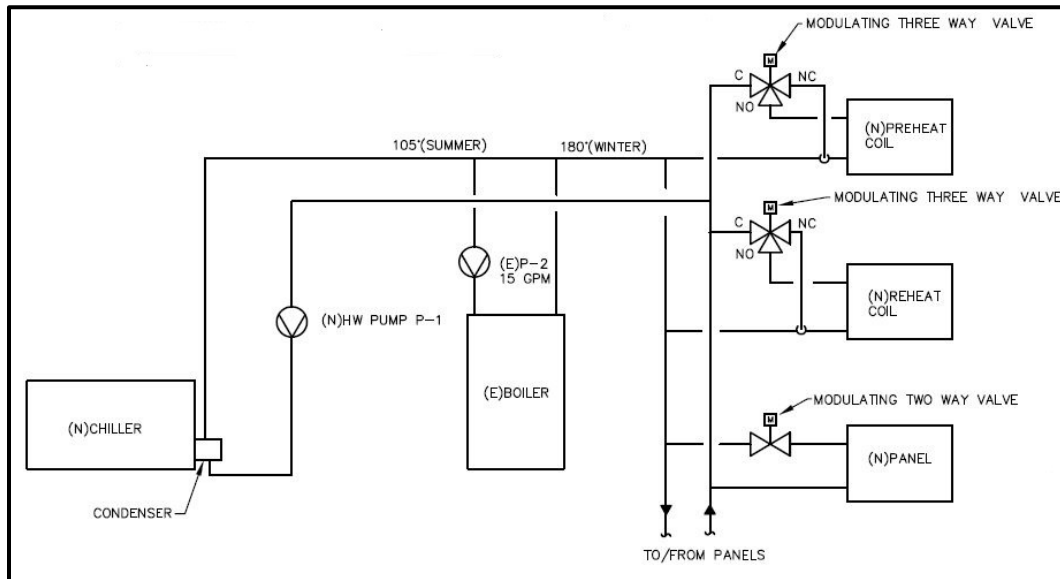 MODULATING THREE WAY VALVE
M
C
NC
NO
(N)PREHEAT
COIL
105°(SUMMER)
180°(WINTER)
MODULATING THREE WAY VALVE
M
C
NC
NO
(E)P-2
15 GPM
(N)REHEAT
COIL
(N)HW PUMP P-1
(E)BOILER
MODULATING TWO WAY VALVE
M
(N)CHILLER
(N)PANEL
CONDENSER
TO/FROM PANELS